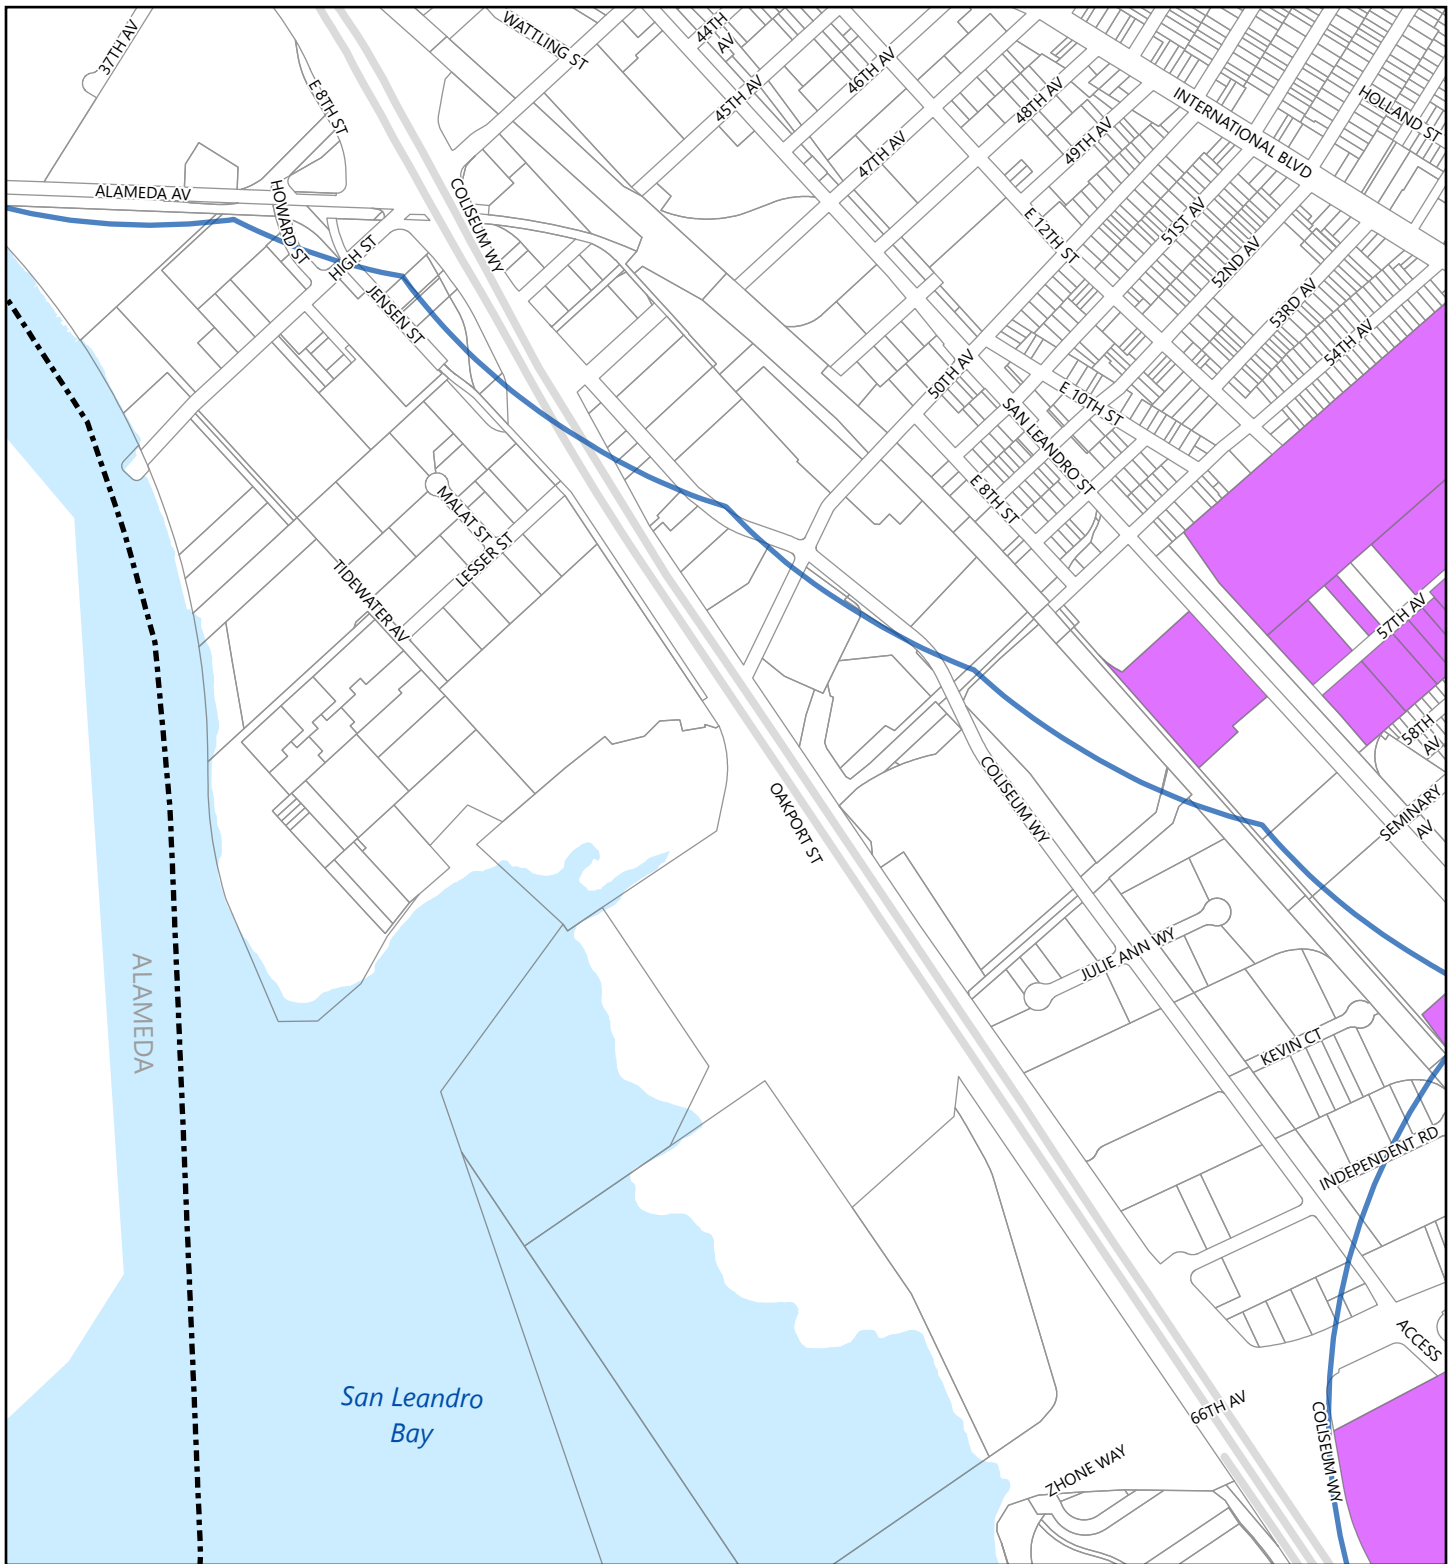 37TH AV
WATTLING ST
44TH
AV
E 8TH ST
45TH AV
46TH AV
48TH AV
INTERNATIONAL BLVD
HOLLAND ST
47TH AV
49TH AV
ALAMEDA AV
HOWARD ST
HIGH ST
COLISEUM WY
E 12TH ST
51ST AV
52ND AV
JENSEN ST
53RD AV
54TH AV
50TH AV
E 10TH ST
SAN LEANDRO ST
E 8TH ST
MALAT ST
LESSER ST
TIDEWATER AV
57TH AV
58TH
AV
OAKPORT ST
COLISEUM WY
SEMINARY
AV
JULIE ANN WY
ALAMEDA
KEVIN CT
INDEPENDENT RD
ACCESS
San Leandro
Bay
66TH AV
COLISEUM WY
ZHONE WAY